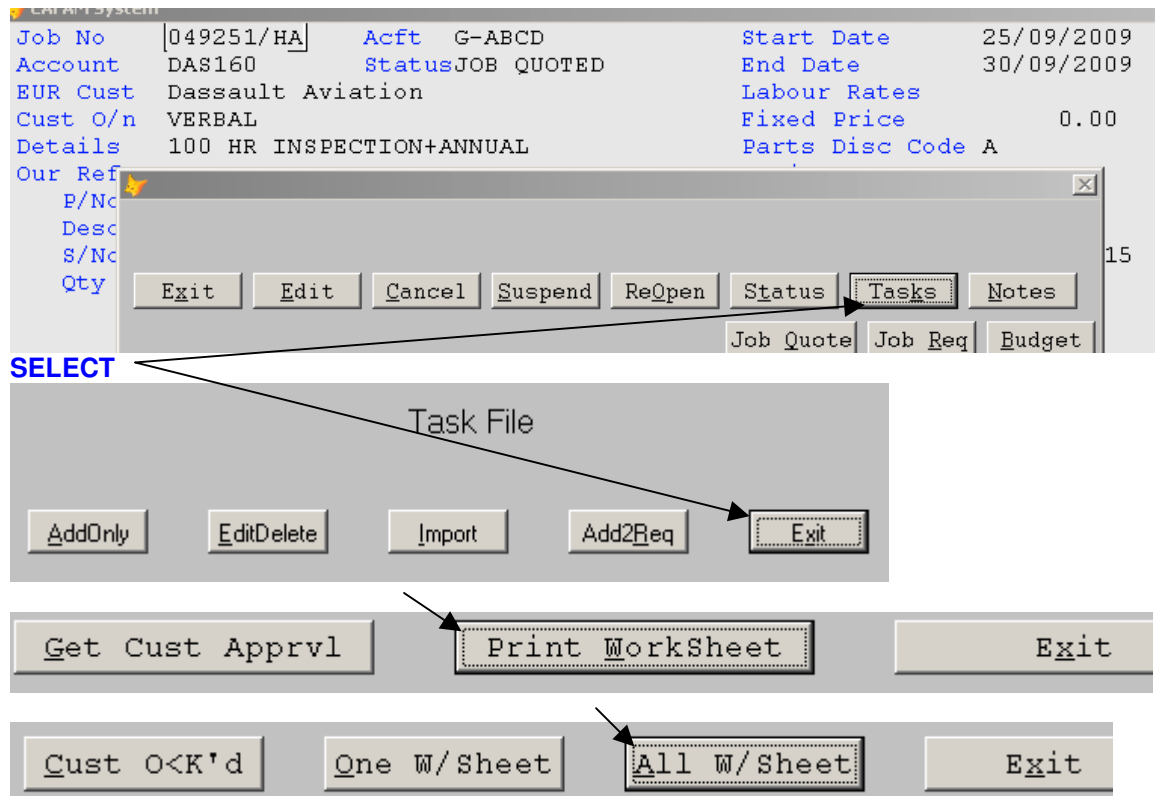 Job No 049251/HA Acft G-ABCD Start Date 25/09/2009
Account DAS160 StatusJOB QUOTED End Date 30/09/2009
EUR Cust Dassault Aviation Labour Rates
Cust O/n VERBAL Fixed Price 0.00
Details 100 HR INSPECTION+ANNUAL Parts Disc Code A
Our Ref
P/No
Desc
S/No 15
Qty
Exit Edit Cancel Suspend ReOpen Status Tasks Notes
Job Quote Job Req Budget
SELECT
Task File
AddOnly EditDelete Import Add2Req Exit
Get Cust Apprvl Print WorkSheet Exit
Cust O<K'd One W/Sheet All W/Sheet Exit